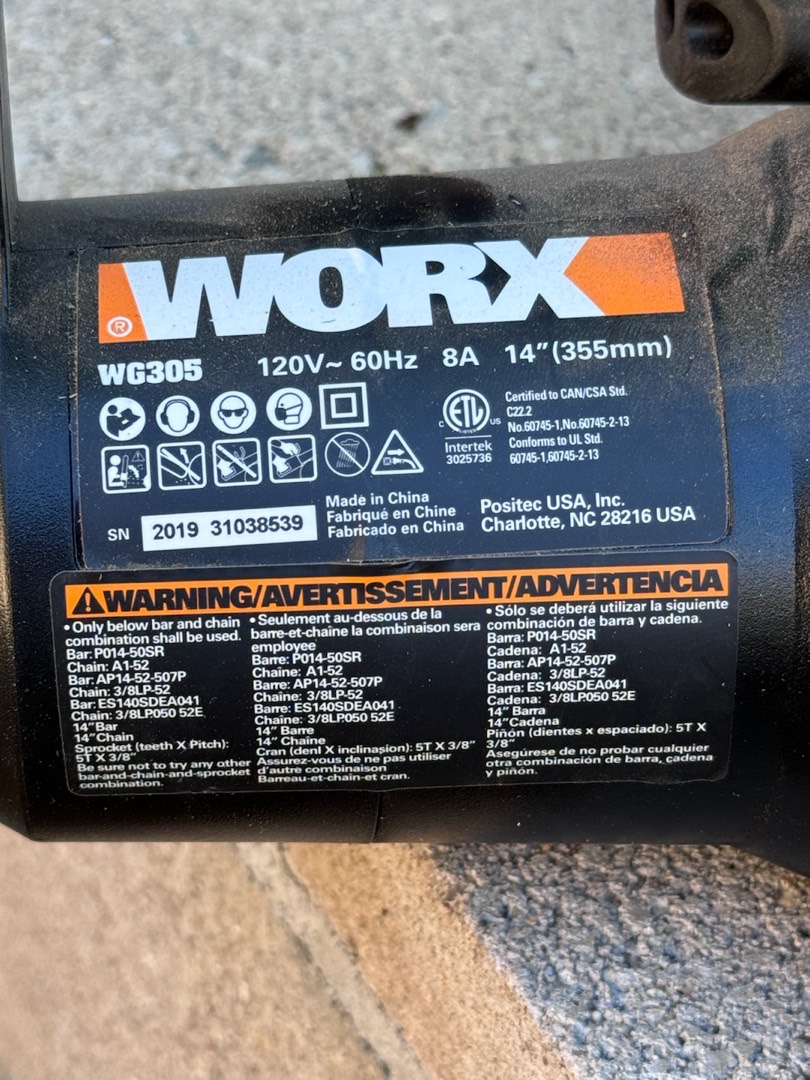 WORX
®
WG305 120V~ 60Hz 8A 14"(355mm)
ETL
C US
Intertek
3025736
Certified to CAN/CSA Std.
C22.2
No.60745-1,No.60745-2-13
Conforms to UL Std.
60745-1,60745-2-13
SN 2019 31038539
Made in China
Fabriqué en Chine
Fabricado en China
Positec USA, Inc.
Charlotte, NC 28216 USA
WARNING/AVERTISSEMENT/ADVERTENCIA
•Only below bar and chain
combination shall be used.
Bar:P014-50SR
Chain: A1-52
Bar:AP14-52-507P
Chain: 3/8LP-52
Bar:ES140SDEA041
Chain: 3/8LP.050 52E
14"Bar
14"Chain
Sprocket (teeth X Pitch):
5T X 3/8"
Be sure not to try any other
bar-and-chain-and-sprocket
combination.
•Seulement au-dessous de la
barre-et-chaîne la combinaison sera
employee
Barre: P014-50SR
Chaîne: A1-52
Barre: AP14-52-507P
Chaîne: 3/8LP-52
Barre: ES140SDEA041
Chaîne: 3/8LP.050 52E
14" Barre
14" Chaîne
Cran (denl X inclinasion): 5T X 3/8"
Assurez-vous de ne pas utiliser
d'autre combinaison
Barreau-et-chain-et cran.
•Sólo se deberá utilizar la siguiente
combinación de barra y cadena.
Barra: P014-50SR
Cadena: A1-52
Barra: AP14-52-507P
Cadena: 3/8LP-52
Barra: ES140SDEA041
Cadena: 3/8LP.050 52E
14" Barra
14"Cadena
Piñón (dientes x espaciado): 5T X
3/8"
Asegúrese de no probar cualquier
otra combinación de barra, cadena
y piñón.